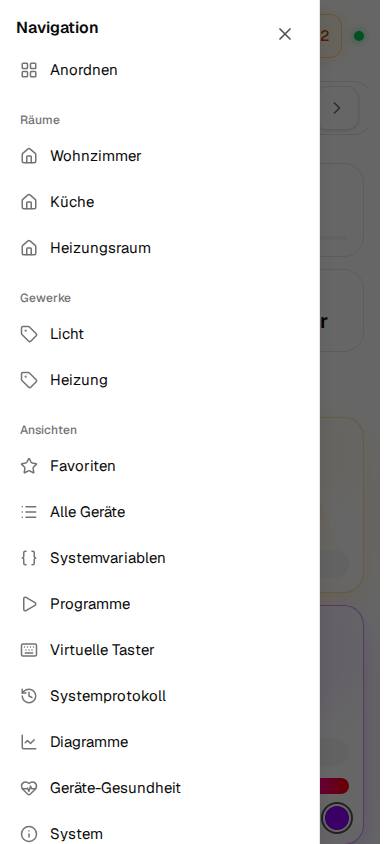 Navigation
2
Anordnen
Räume
Wohnzimmer
Küche
Heizungsraum
Gewerke
r
Licht
Heizung
Ansichten
Favoriten
Alle Geräte
Systemvariablen
Programme
Virtuelle Taster
Systemprotokoll
Diagramme
Geräte-Gesundheit
System